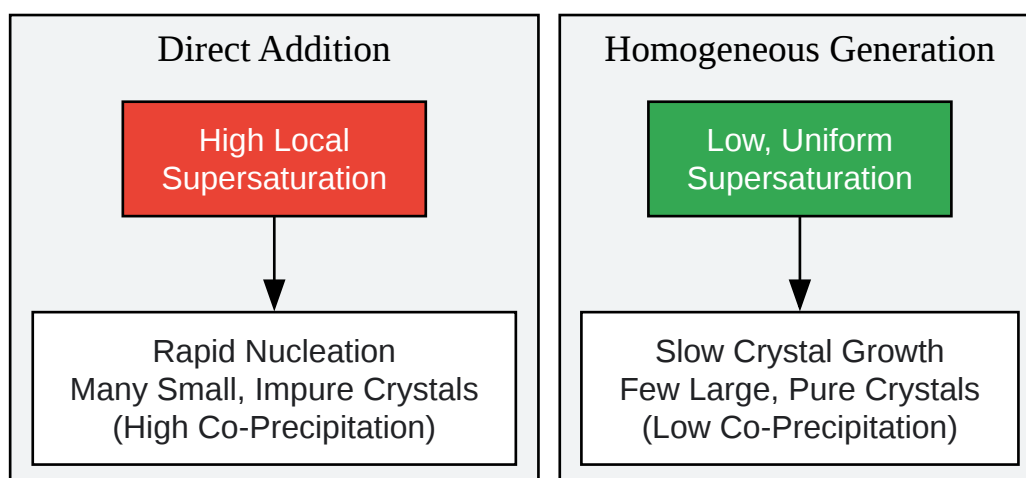 Direct Addition
High Local
Supersaturation
Rapid Nucleation
Many Small, Impure Crystals
(High Co-Precipitation)
Homogeneous Generation
Low, Uniform
Supersaturation
Slow Crystal Growth
Few Large, Pure Crystals
(Low Co-Precipitation)